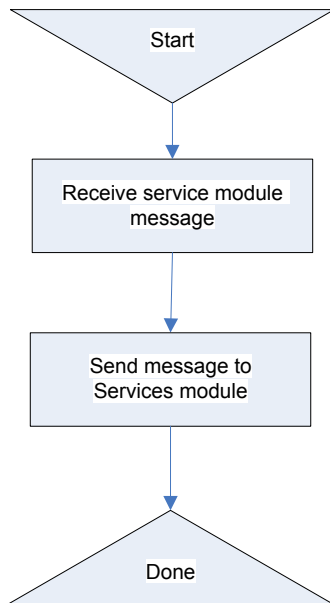 Start
Receive service module
message
Send message to
Services module
Done